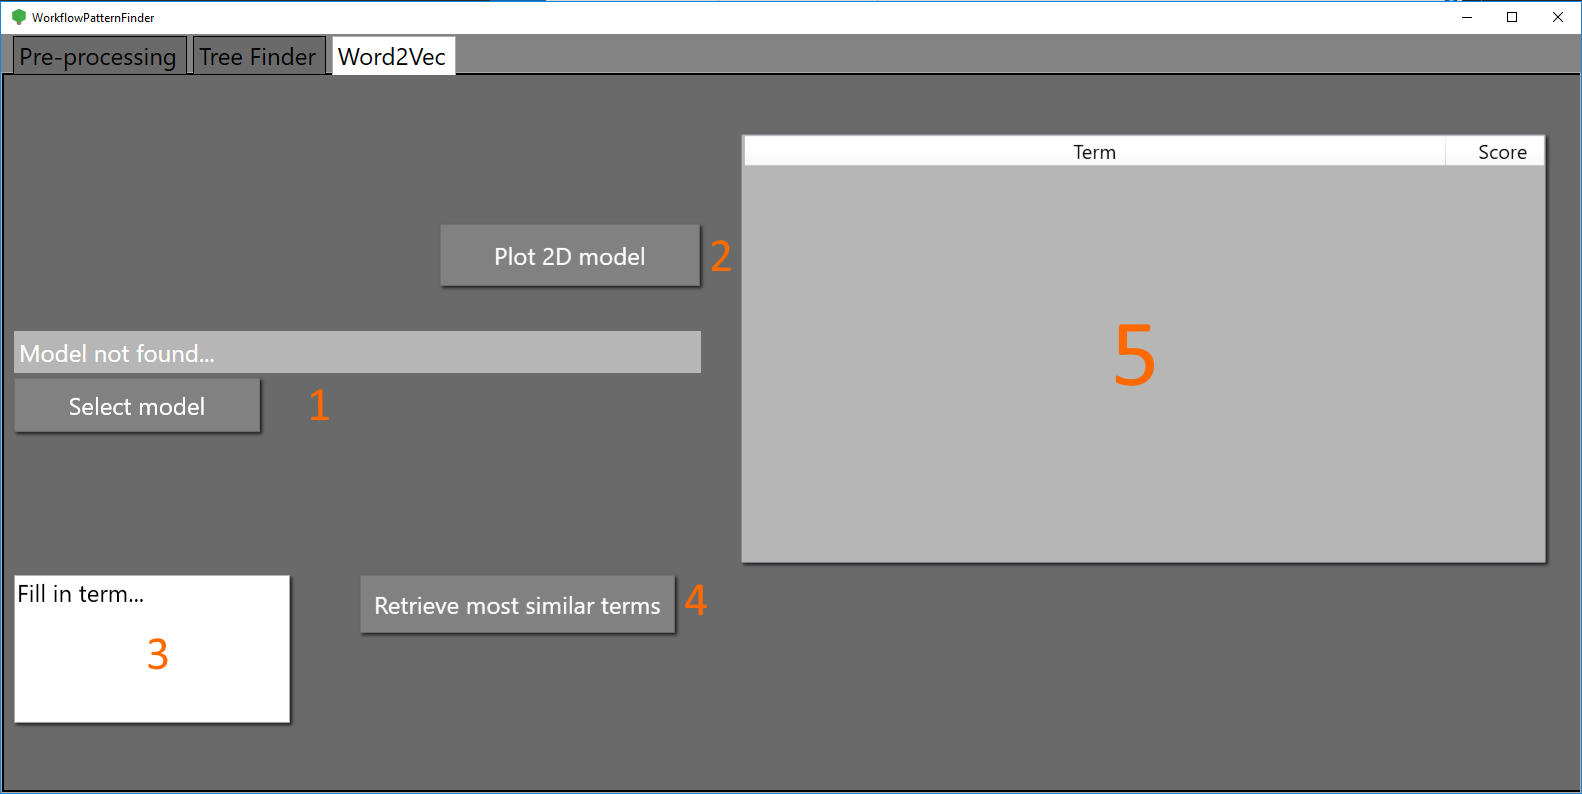 WorkflowPatternFinder
Pre-processing Tree Finder Word2Vec
Term Score
Plot 2D model 2
5
Model not found...
Select model 1
Fill in term...
Retrieve most similar terms 4
3